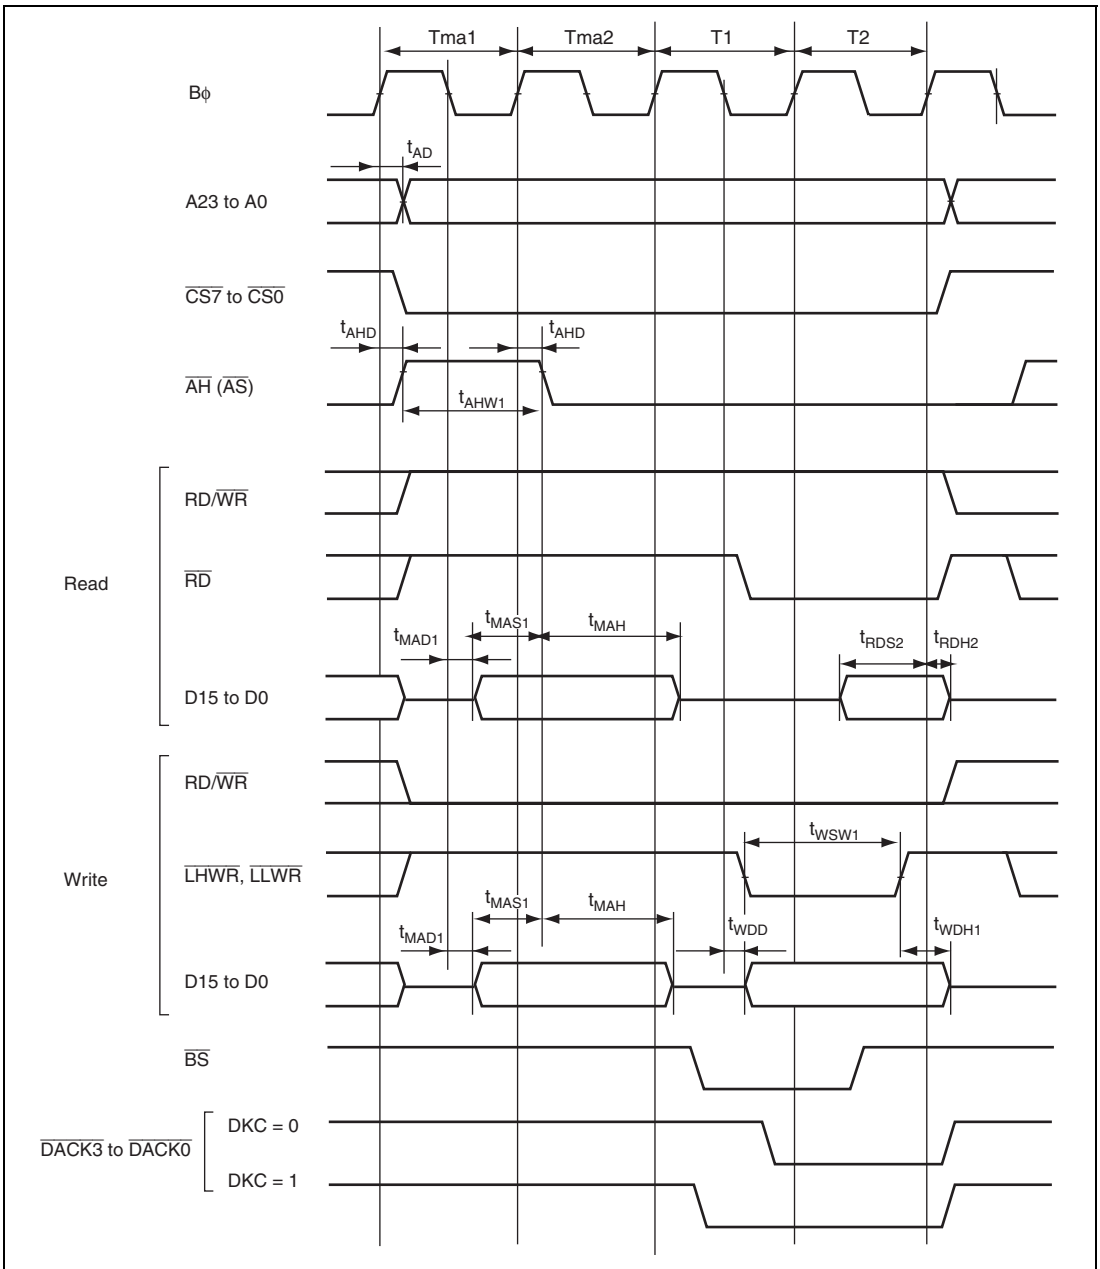 Tma1 Tma2 T1 T2
Bφ
tAD
A23 to A0
CS7 to CS0
tAHD tAHD
AH (AS)
tAHW1
Read
RD/WR
RD
tMAD1 tMAS1 tMAH tRDS2 tRDH2
D15 to D0
Write
RD/WR
tWSW1
LHWR, LLWR
tMAD1 tMAS1 tMAH tWDD tWDH1
D15 to D0
BS
DACK3 to DACK0
DKC = 0
DKC = 1